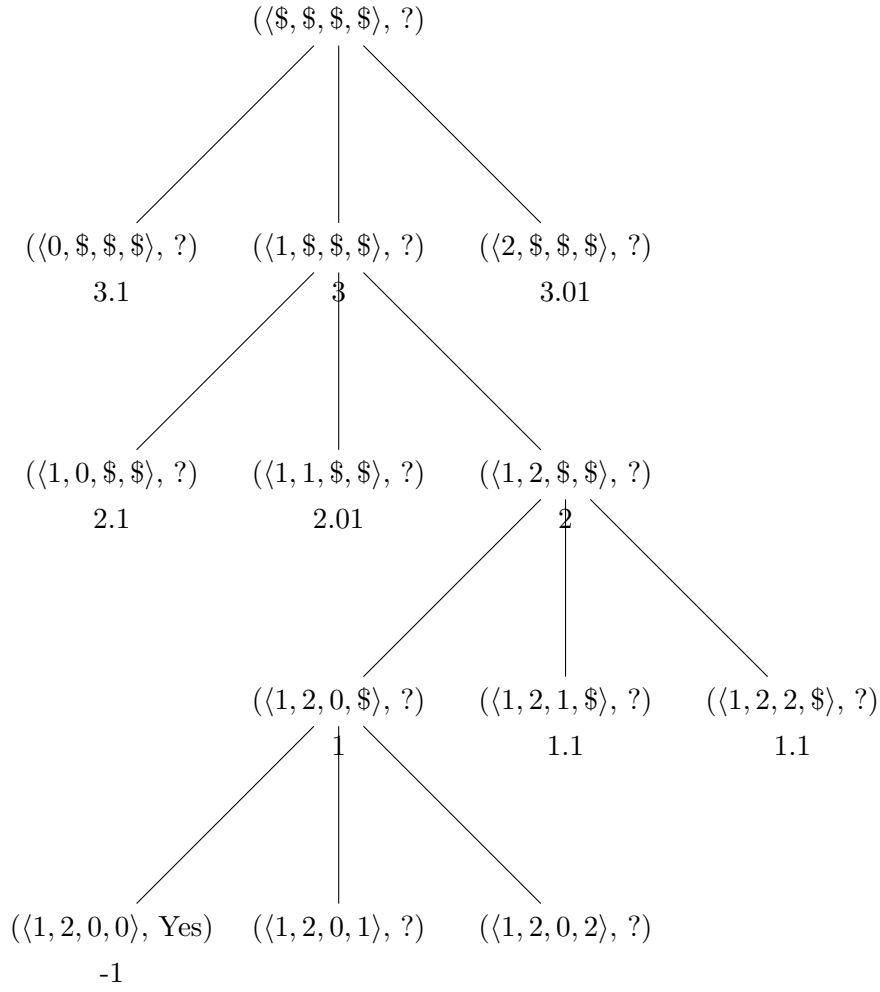 (⟨$, $, $, $⟩, ?)
(⟨0, $, $, $⟩, ?) (⟨1, $, $, $⟩, ?) (⟨2, $, $, $⟩, ?)
3.1 3 3.01
(⟨1, 0, $, $⟩, ?) (⟨1, 1, $, $⟩, ?) (⟨1, 2, $, $⟩, ?)
2.1 2.01 2
(⟨1, 2, 0, $⟩, ?) (⟨1, 2, 1, $⟩, ?) (⟨1, 2, 2, $⟩, ?)
1 1.1 1.1
(⟨1, 2, 0, 0⟩, Yes) (⟨1, 2, 0, 1⟩, ?) (⟨1, 2, 0, 2⟩, ?)
-1